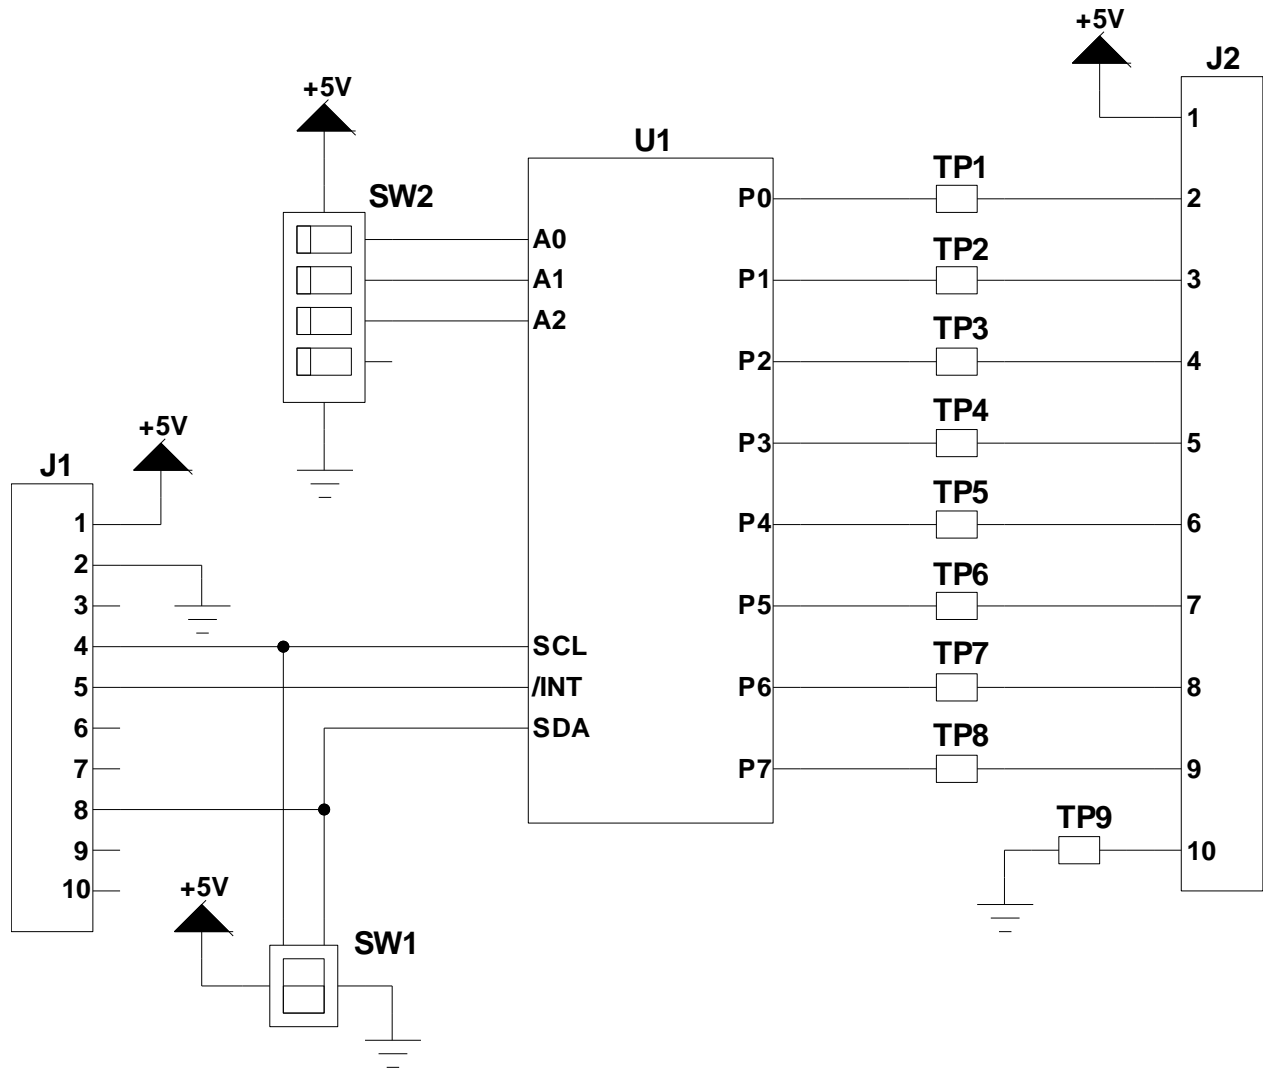 +5V
J2
+5V
1
U1
TP1
SW2
P0
2
A0
TP2
A1
P1
3
A2
TP3
P2
4
+5V
TP4
J1
P3
5
TP5
1
P4
6
2
TP6
3
P5
7
4
SCL
TP7
5
/INT
P6
8
6
SDA
TP8
7
P7
9
8
TP9
9
10
10
+5V
SW1